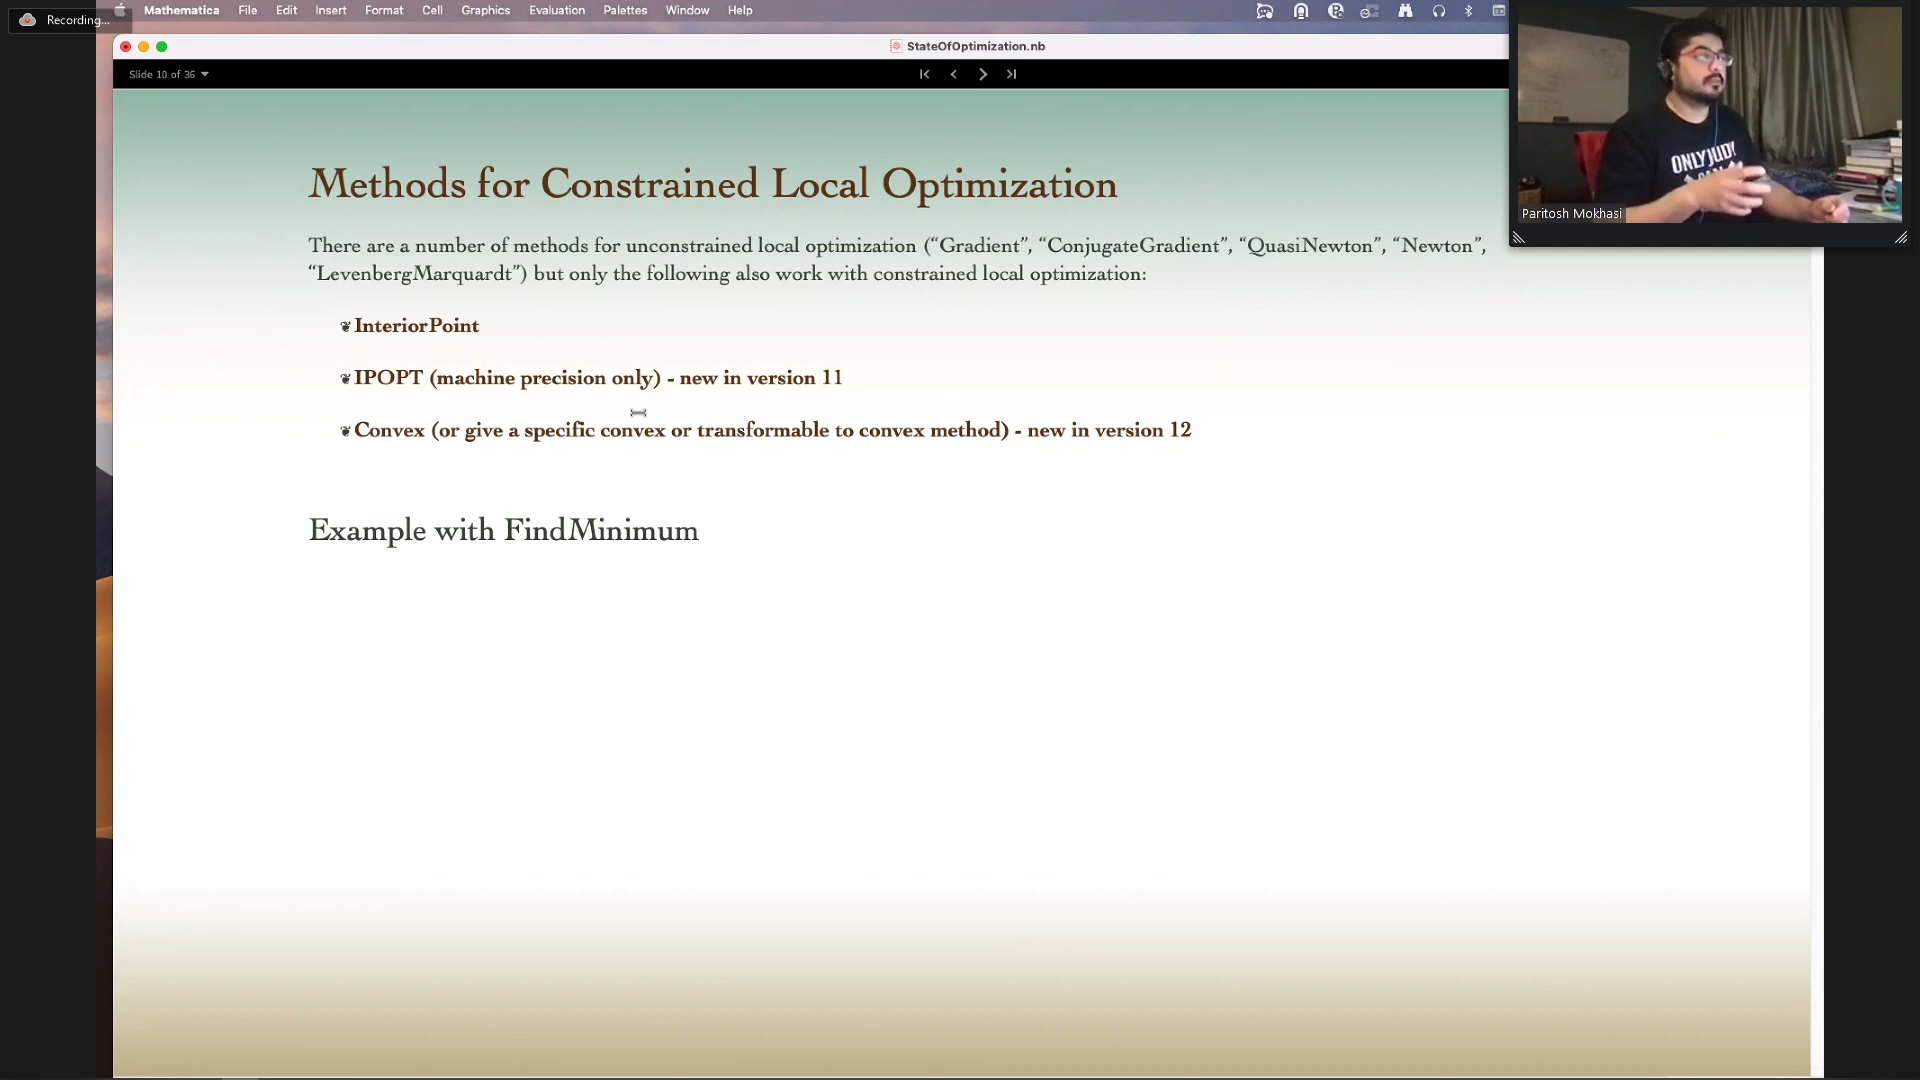 Recording...
Mathematica File Edit Insert Format Cell Graphics Evaluation Palettes Window Help
StateOfOptimization.nb
Slide 10 of 36
Methods for Constrained Local Optimization
There are a number of methods for unconstrained local optimization (“Gradient”, “ConjugateGradient”, “QuasiNewton”, “Newton”,
“LevenbergMarquardt”) but only the following also work with constrained local optimization:
InteriorPoint
IPOPT (machine precision only) - new in version 11
Convex (or give a specific convex or transformable to convex method) - new in version 12
Example with FindMinimum
Paritosh Mokhasi